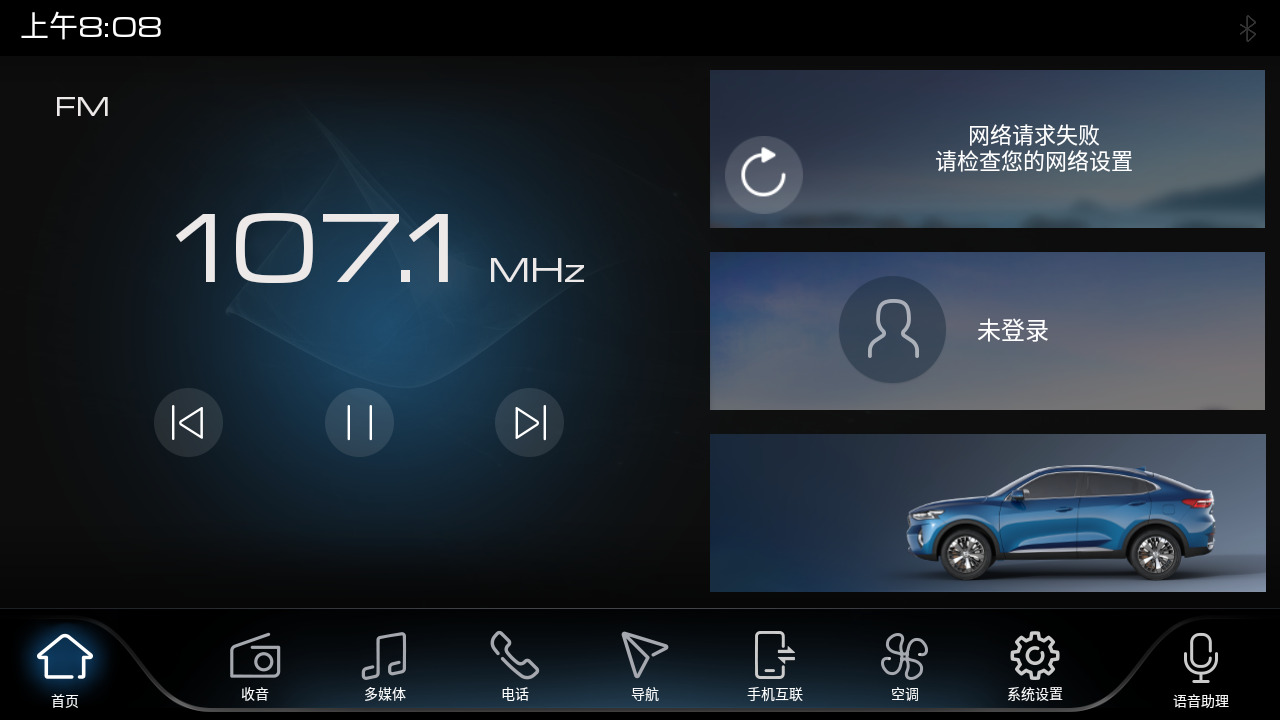 上午8:08
FM
107.1 MHz
网络请求失败
请检查您的网络设置
未登录
首页
收音
多媒体
电话
导航
手机互联
空调
系统设置
语音助理